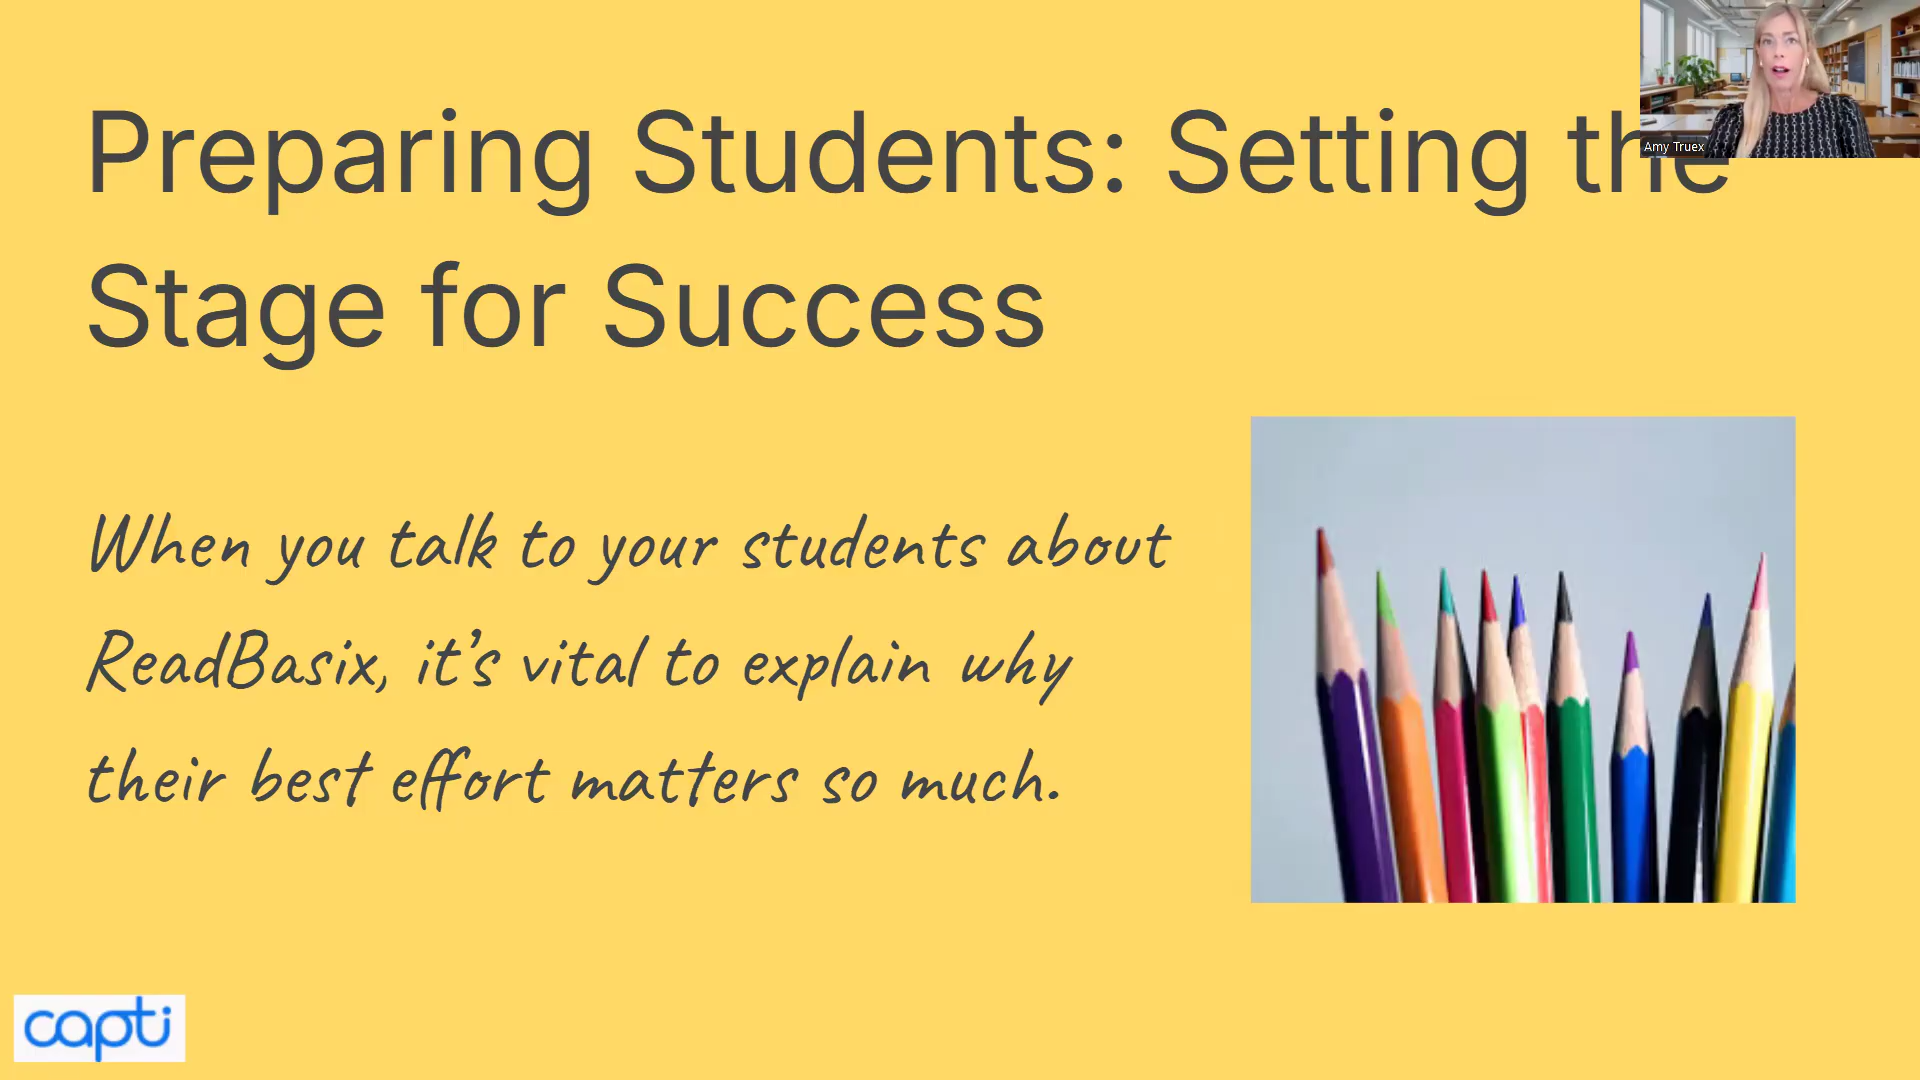 Preparing Students: Setting the
Stage for Success
Amy Truex
When you talk to your students about
ReadBasix, it's vital to explain why
their best effort matters so much.
capti